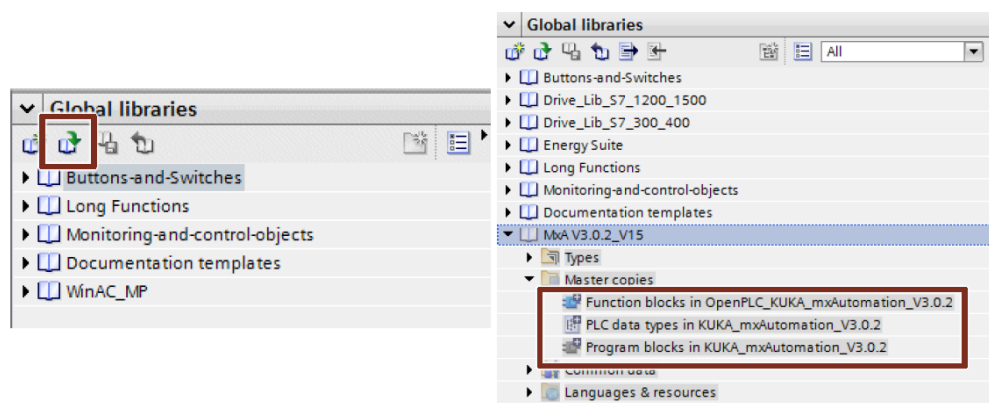 Global libraries
Buttons-and-Switches
Long Functions
Monitoring-and-control-objects
Documentation templates
WinAC_MP
Global libraries
All
Buttons-and-Switches
Drive_Lib_S7_1200_1500
Drive_Lib_S7_300_400
Energy Suite
Long Functions
Monitoring-and-control-objects
Documentation templates
MxA V3.0.2_V15
Types
Master copies
Function blocks in OpenPLC_KUKA_mxAutomation_V3.0.2
PLC data types in KUKA_mxAutomation_V3.0.2
Program blocks in KUKA_mxAutomation_V3.0.2
Common data
Languages & resources